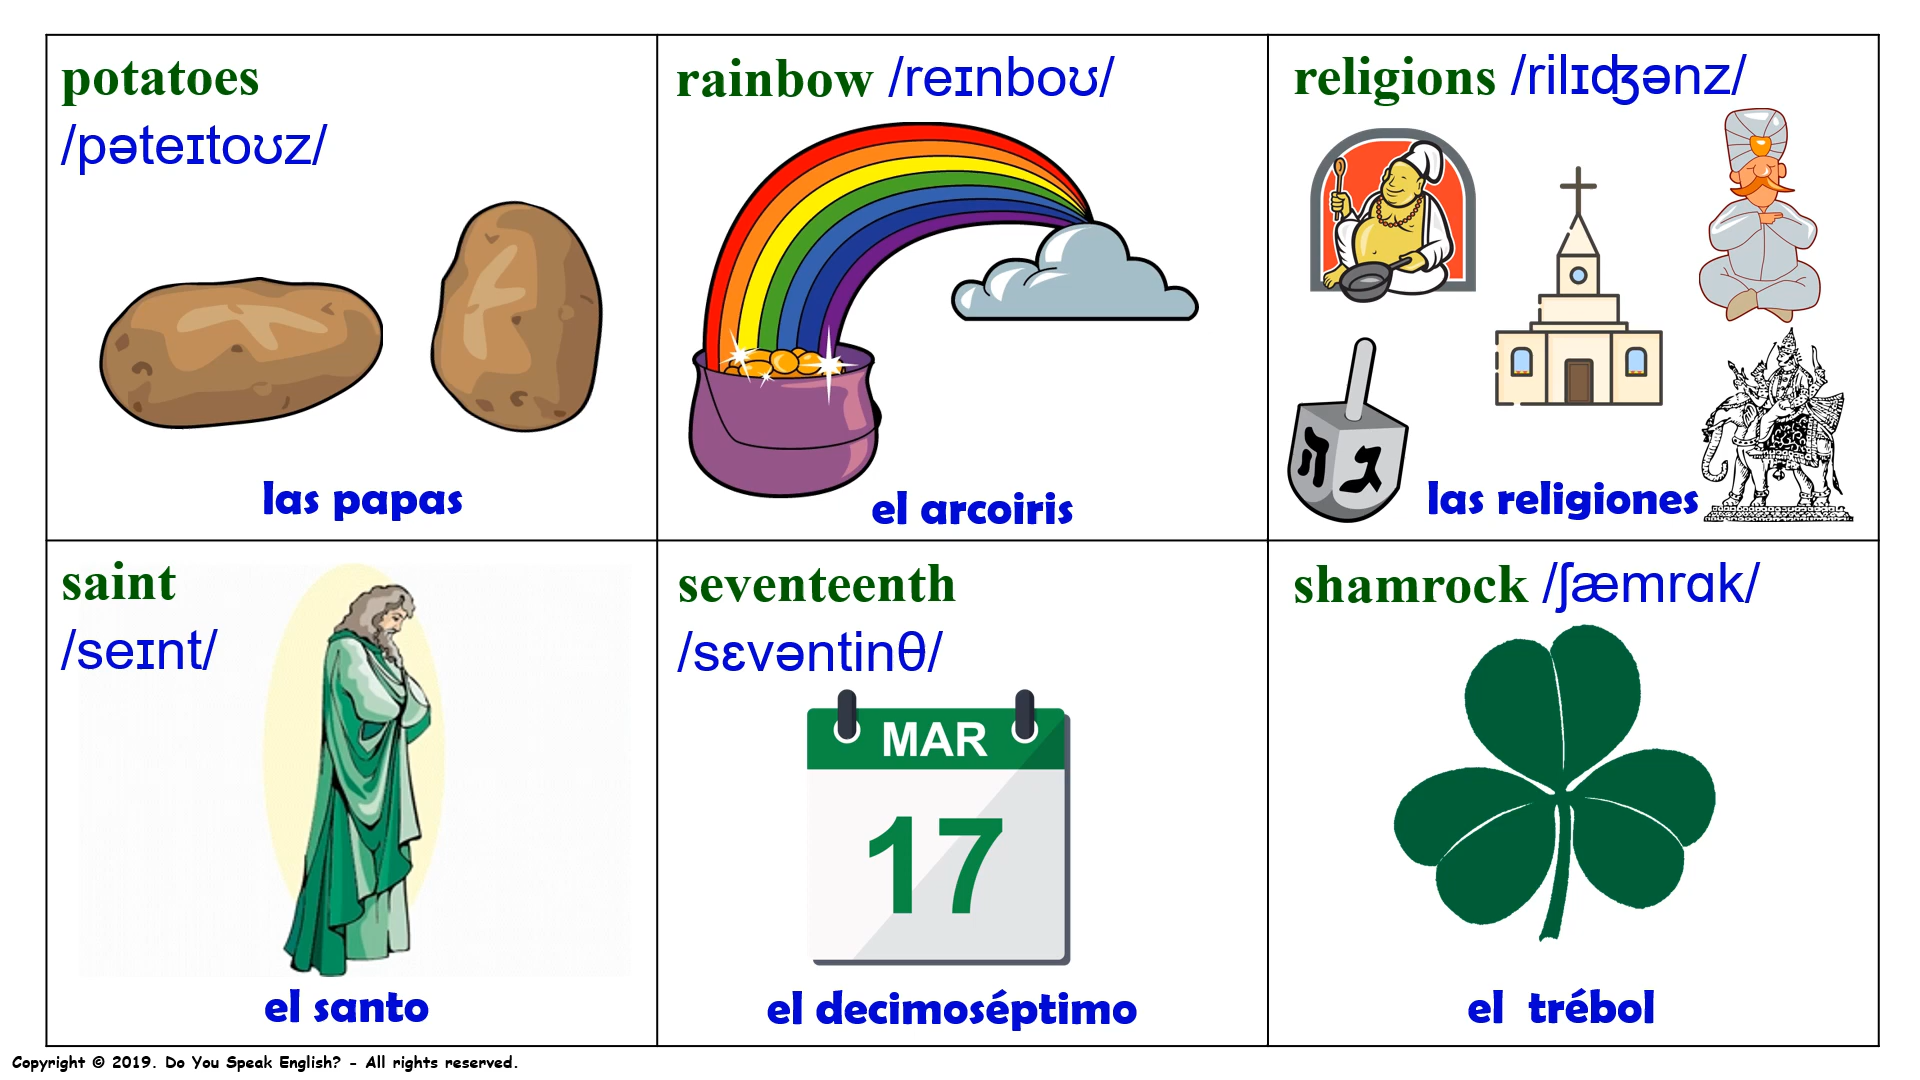 potatoes
/pəteɪtoʊz/
las papas
rainbow /reɪnboʊ/
el arcoiris
religions /rilɪʤənz/
ה ג
las religiones
saint
/seɪnt/
el santo
seventeenth
/sɛvəntinθ/
MAR
17
el decimoséptimo
shamrock /ʃæmrɑk/
el trébol
Copyright © 2019. Do You Speak English? - All rights reserved.